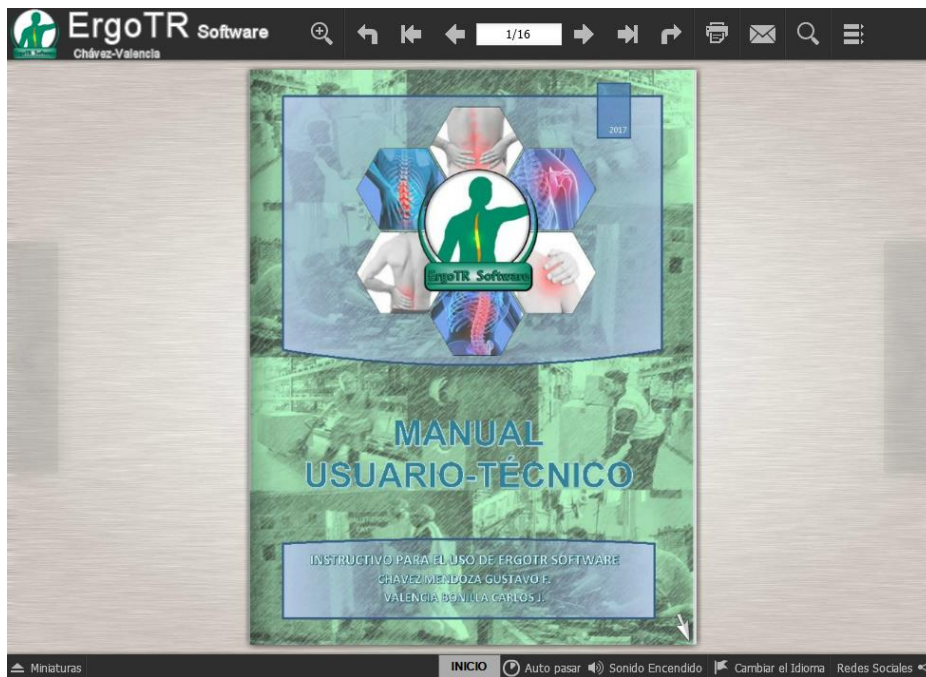 ErgoTR Software
Chávez-Valencia
1/16
2017
ErgoTR Software
MANUAL
USUARIO-TÉCNICO
INSTRUCTIVO PARA EL USO DE ERGOTR SOFTWARE
CHAVEZ MENDOZA GUSTAVO F.
VALENCIA BONILLA CARLOS J.
Miniaturas
INICIO
Auto pasar
Sonido Encendido
Cambiar el Idioma
Redes Sociales